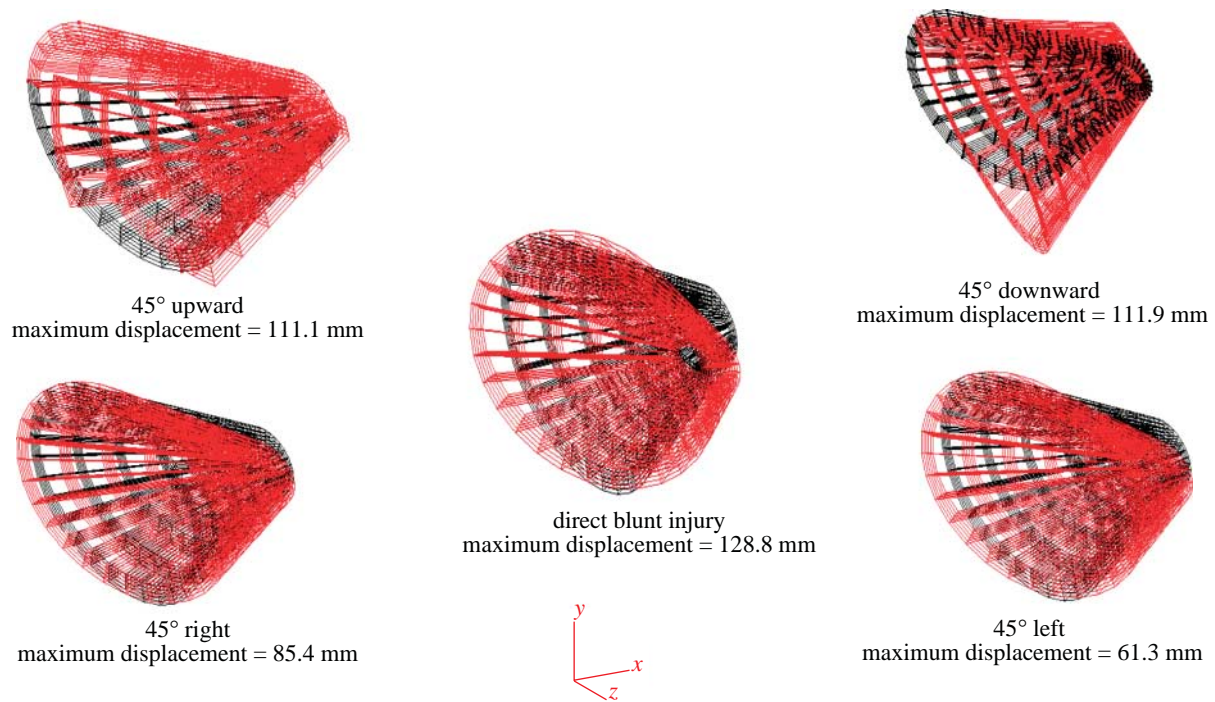 45° upward
maximum displacement = 111.1 mm
45° downward
maximum displacement = 111.9 mm
direct blunt injury
maximum displacement = 128.8 mm
45° right
maximum displacement = 85.4 mm
45° left
maximum displacement = 61.3 mm
y
x
z